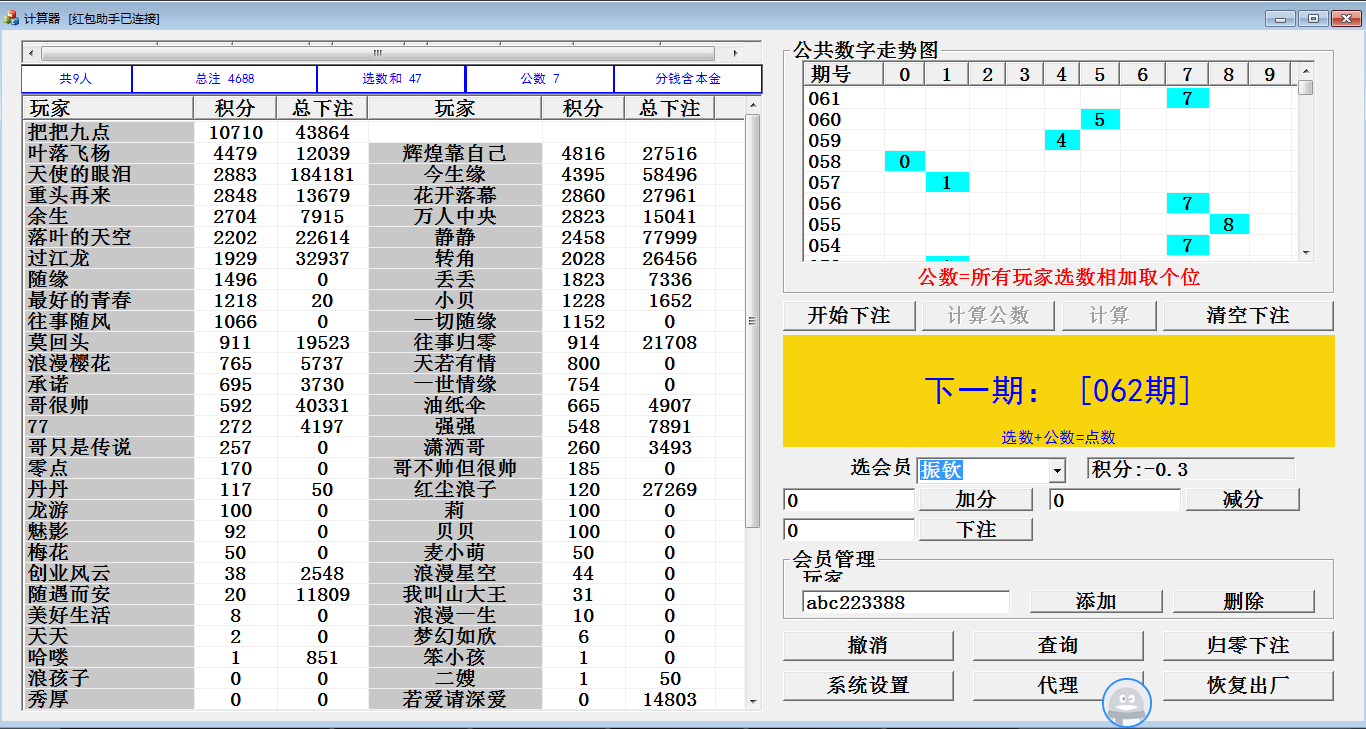 计算器 [红包助手已连接]
共9人 总注 4688 选数和 47 公数 7 分钱含本金
玩家 积分 总下注 玩家 积分 总下注
把把九点 10710 43864
叶落飞杨 4479 12039 辉煌靠自己 4816 27516
天使的眼泪 2883 184181 今生缘 4395 58496
重头再来 2848 13679 花开落幕 2860 27961
余生 2704 7915 万人中央 2823 15041
落叶的天空 2202 22614 静静 2458 77999
过江龙 1929 32937 转角 2028 26456
随缘 1496 0 丢丢 1823 7336
最好的青春 1218 20 小贝 1228 1652
往事随风 1066 0 一切随缘 1152 0
莫回头 911 19523 往事归零 914 21708
浪漫樱花 765 5737 天若有情 800 0
承诺 695 3730 一世情缘 754 0
哥很帅 592 40331 油纸伞 665 4907
77 272 4197 强强 548 7891
哥只是传说 257 0 潇洒哥 260 3493
零点 170 0 哥不帅但很帅 185 0
丹丹 117 50 红尘浪子 120 27269
龙游 100 0 莉 100 0
魅影 92 0 贝贝 100 0
梅花 50 0 麦小萌 50 0
创业风云 38 2548 浪漫星空 44 0
随遇而安 20 11809 我叫山大王 31 0
美好生活 8 0 浪漫一生 10 0
天天 2 0 梦幻如欣 6 0
哈喽 1 851 笨小孩 1 0
浪孩子 0 0 二嫂 1 50
秀厚 0 0 若爱请深爱 0 14803
公共数字走势图
期号 0 1 2 3 4 5 6 7 8 9
061 7
060 5
059 4
058 0
057 1
056 7
055 8
054 7
公数=所有玩家选数相加取个位
开始下注 计算公数 计算 清空下注
下一期： [062期]
选数+公数=点数
选会员 振钦 积分:-0.3
0 加分 0 减分
0 下注
会员管理
玩家
abc223388 添加 删除
撤消 查询 归零下注
系统设置 代理 恢复出厂